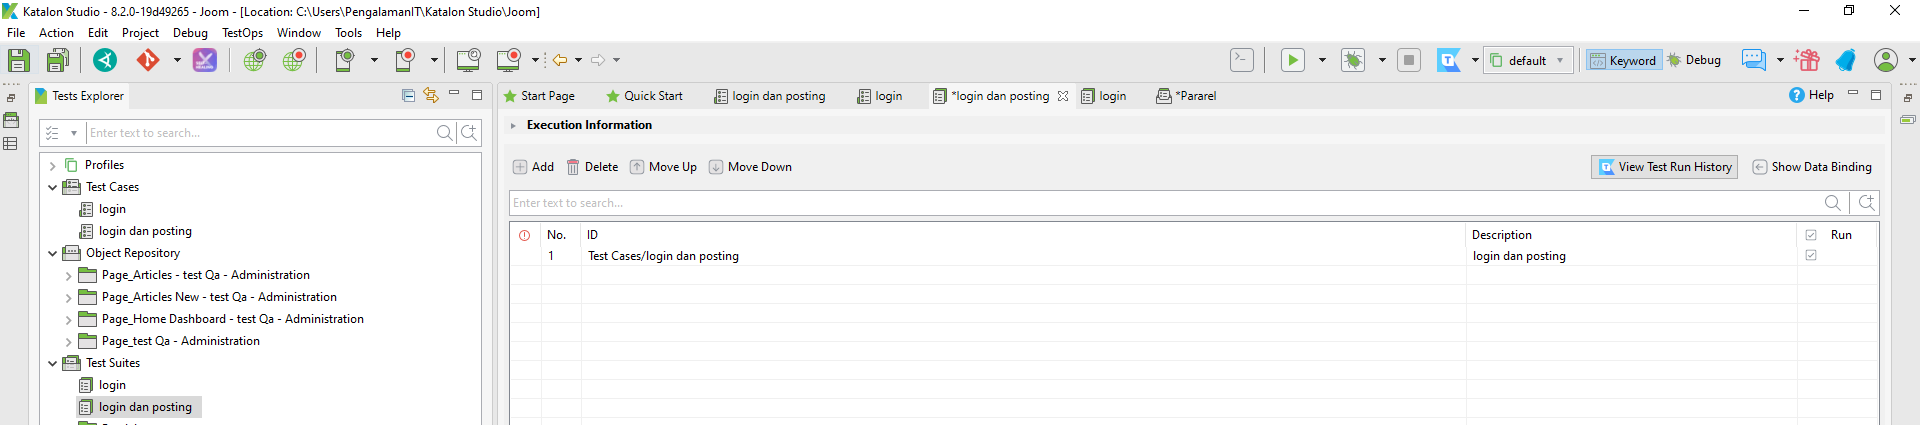 Katalon Studio - 8.2.0-19d49265 - Joom - [Location: C:\Users\PengalamanIT\Katalon Studio\Joom]
File Action Edit Project Debug TestOps Window Tools Help
default Keyword Debug
Tests Explorer
Start Page Quick Start login dan posting login *login dan posting login *Pararel Help
Enter text to search...
Profiles
Test Cases
login
login dan posting
Object Repository
Page_Articles - test Qa - Administration
Page_Articles New - test Qa - Administration
Page_Home Dashboard - test Qa - Administration
Page_test Qa - Administration
Test Suites
login
login dan posting
Execution Information
Add Delete Move Up Move Down View Test Run History Show Data Binding
Enter text to search...
No. ID Description Run
1 Test Cases/login dan posting login dan posting